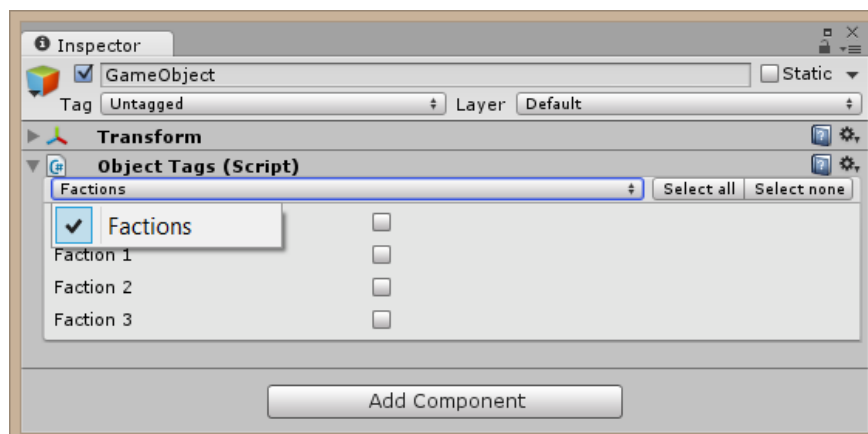 Inspector
GameObject Static
Tag Untagged Layer Default
Transform
C# Object Tags (Script)
Factions Select all Select none
Factions
Faction 1
Faction 2
Faction 3
Add Component